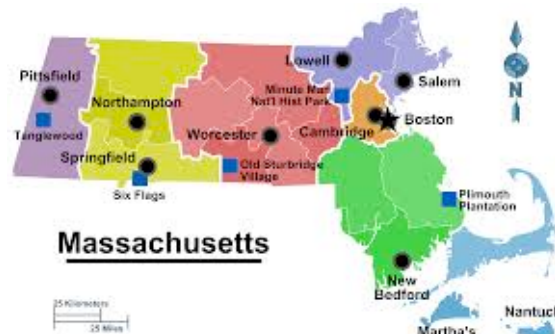 Lowell
Salem
Pittsfield
Minute Man
Nat'l Hist Park
Northampton
Tanglewood
Worcester
Cambridge
Boston
Springfield
Old Sturbridge
Village
Six Flags
Plimouth
Plantation
N
Massachusetts
New
Bedford
25 Kilometers
25 Miles
Nantuc
Martha's